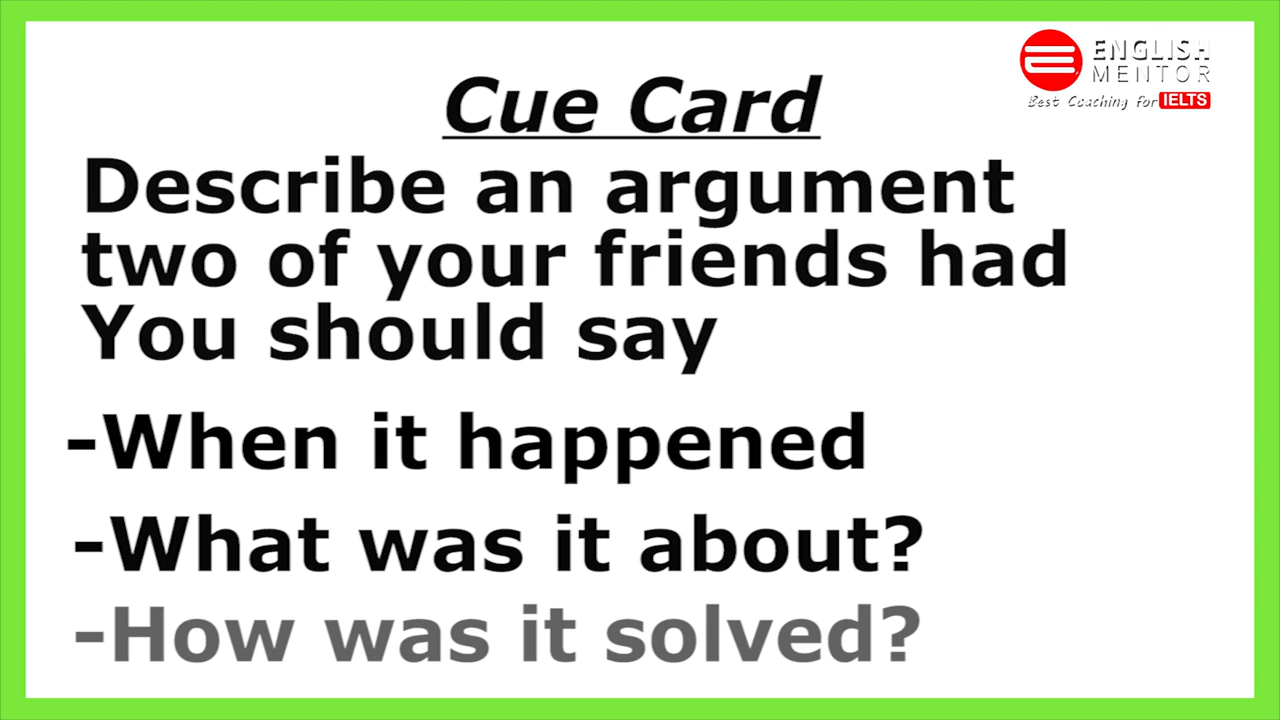 ENGLISH
MENTOR
Best Coaching for IELTS
Cue Card
Describe an argument
two of your friends had
You should say
-When it happened
-What was it about?
-How was it solved?